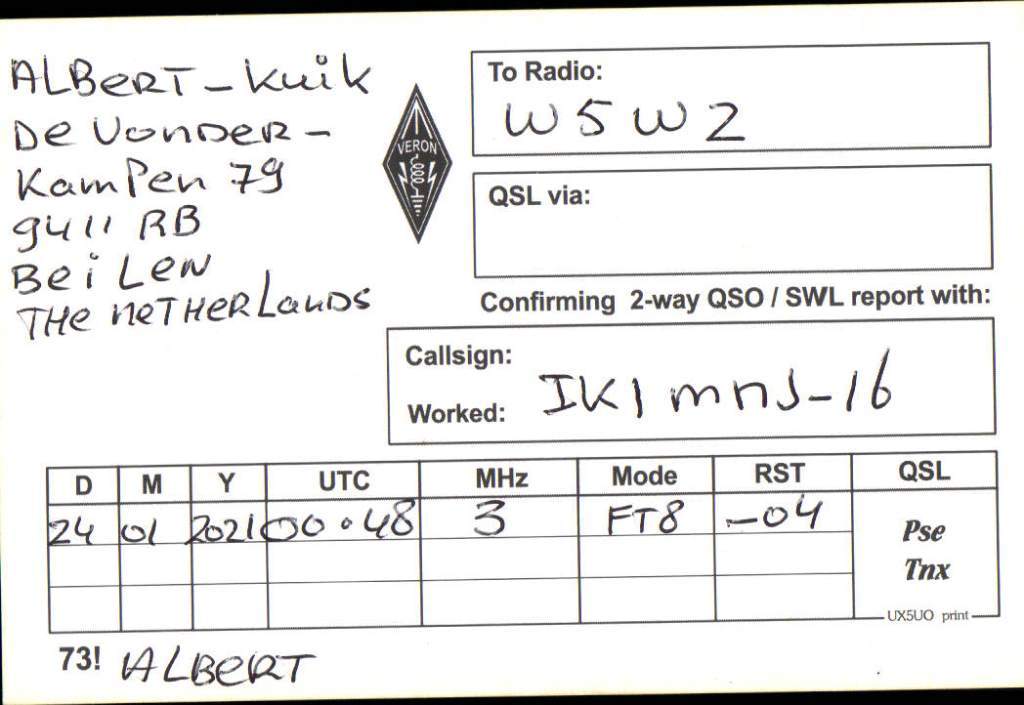 ALBERT-Kuik
De Vonder-
Kampen 79
9411 RB
BeiLen
THe NeTHERLANDS
VERON
To Radio:
W5W2
QSL via:
Confirming 2-way QSO / SWL report with:
Callsign:
Worked: IK1mnJ-16
D M Y UTC MHz Mode RST QSL
24 01 2021 00.48 3 FT8 -04
Pse
Tnx
UX5UO print
73! ALBERT